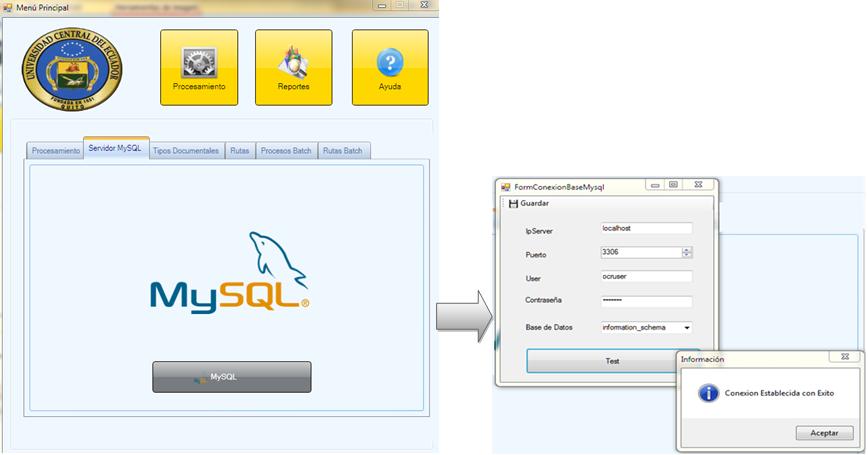 Menú Principal
UNIVERSIDAD CENTRAL DEL ECUADOR
FUNDADA EN 1651
QUITO
Procesamiento
Reportes
Ayuda
Procesamiento
Servidor MySQL
Tipos Documentales
Rutas
Procesos Batch
Rutas Batch
MySQL®
MySQL
FormConexionBaseMysql
Guardar
IpServer
localhost
Puerto
3306
User
ocruser
Contraseña
Base de Datos
information_schema
Test
Información
Conexion Establecida con Exito
Aceptar